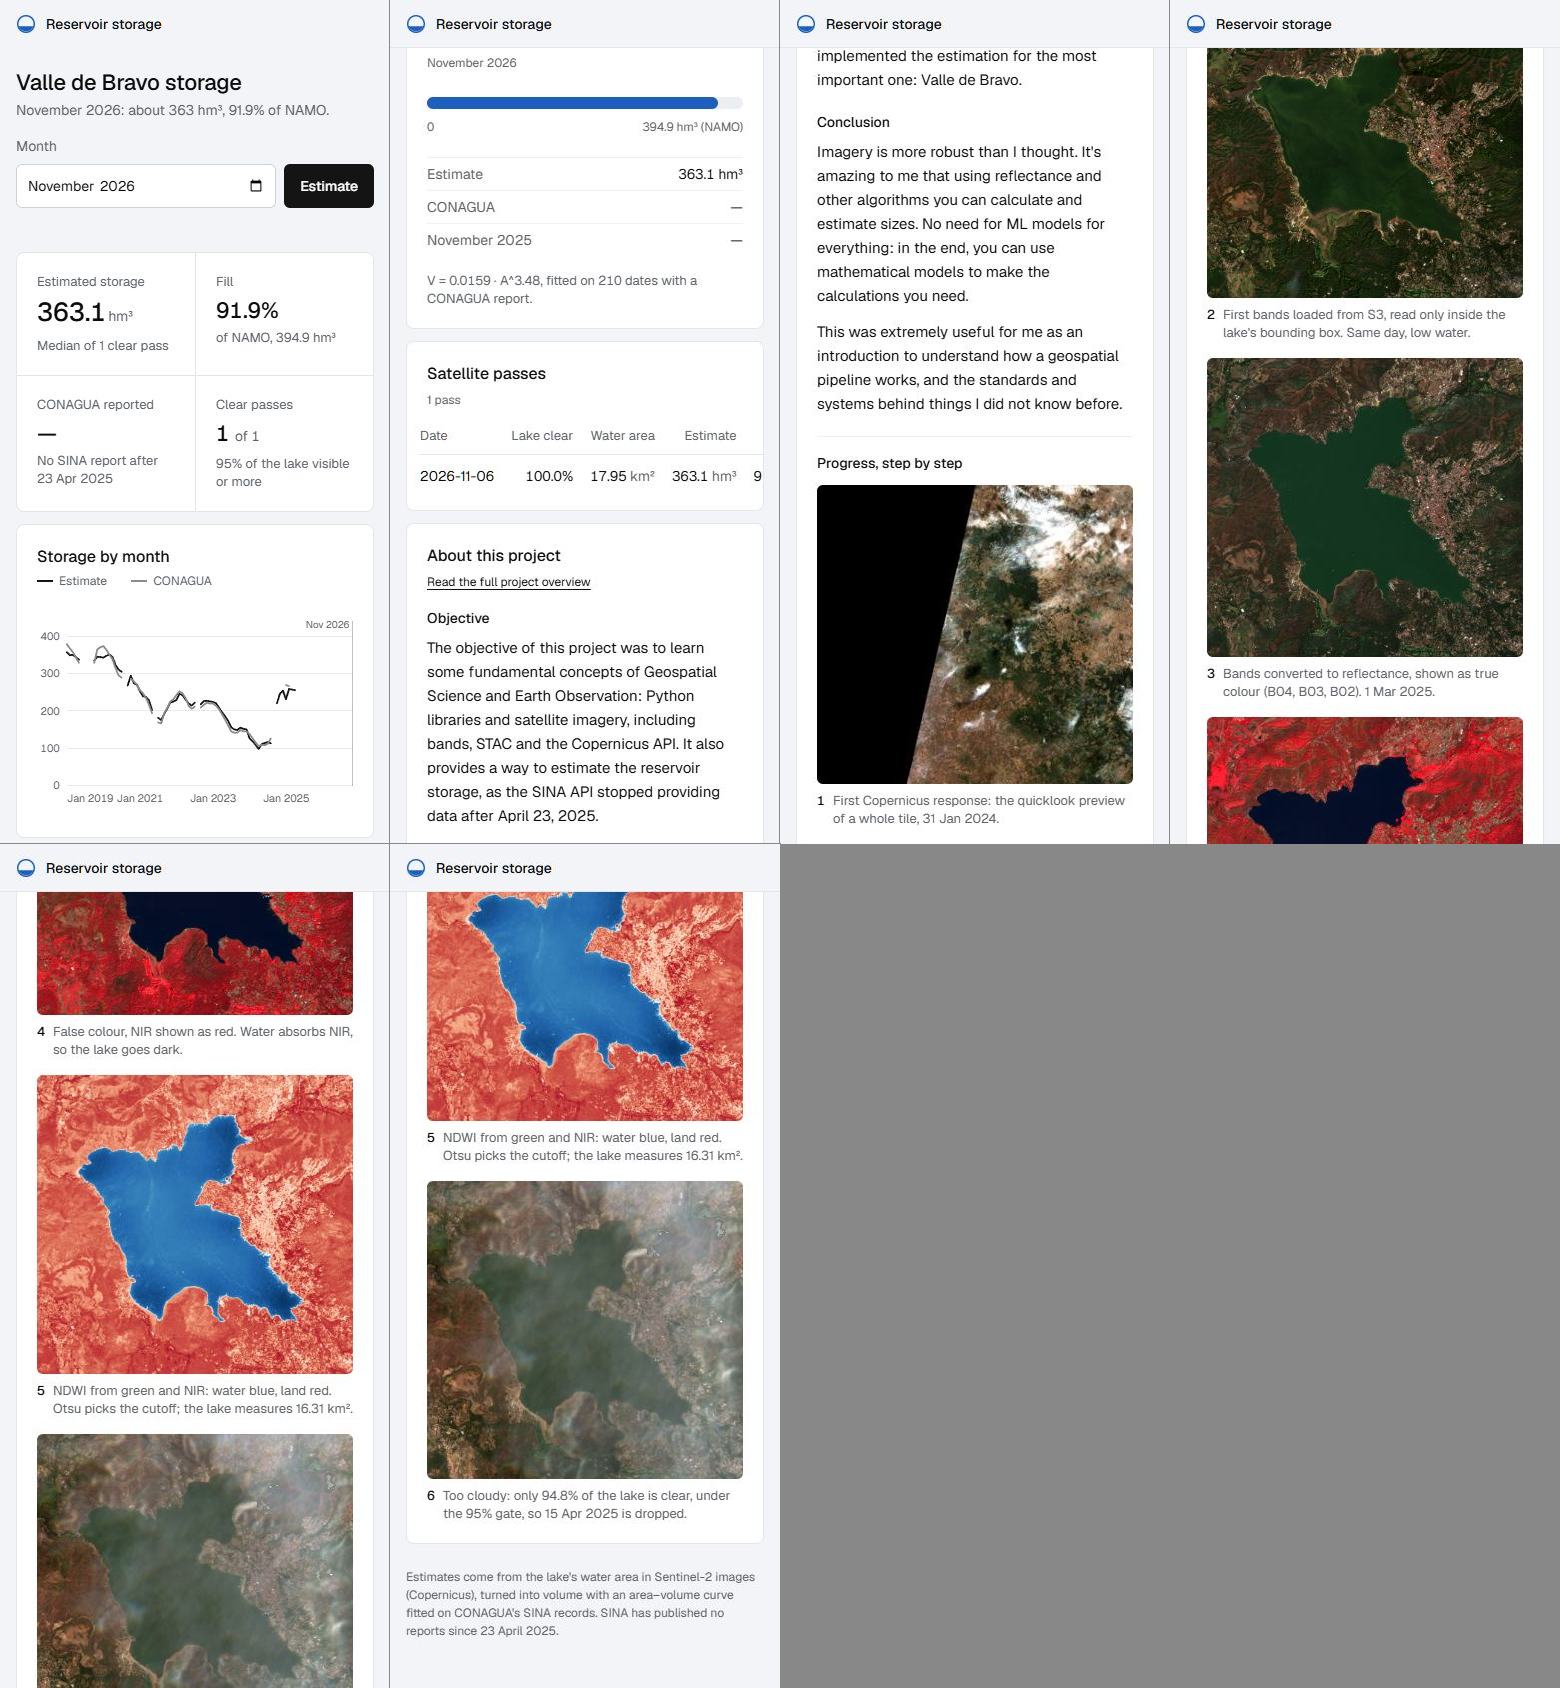 Reservoir storage
Valle de Bravo storage
November 2026: about 363 hm³, 91.9% of NAMO.
Month
November 2026
Estimate
Estimated storage
363.1 hm³
Median of 1 clear pass
Fill
91.9%
of NAMO, 394.9 hm³
CONAGUA reported
—
No SINA report after
23 Apr 2025
Clear passes
1 of 1
95% of the lake visible
or more
Storage by month
Estimate
CONAGUA
Nov 2026
400
300
200
100
0
Jan 2019 Jan 2021 Jan 2023 Jan 2025
Reservoir storage
November 2026
0
394.9 hm³ (NAMO)
Estimate 363.1 hm³
CONAGUA —
November 2025 —
V = 0.0159 · A^3.48, fitted on 210 dates with a
CONAGUA report.
Satellite passes
1 pass
Date Lake clear Water area Estimate
2026-11-06 100.0% 17.95 km² 363.1 hm³ 9
About this project
Read the full project overview
Objective
The objective of this project was to learn
some fundamental concepts of Geospatial
Science and Earth Observation: Python
libraries and satellite imagery, including
bands, STAC and the Copernicus API. It also
provides a way to estimate the reservoir
storage, as the SINA API stopped providing
data after April 23, 2025.
Reservoir storage
implemented the estimation for the most
important one: Valle de Bravo.
Conclusion
Imagery is more robust than I thought. It's
amazing to me that using reflectance and
other algorithms you can calculate and
estimate sizes. No need for ML models for
everything: in the end, you can use
mathematical models to make the
calculations you need.
This was extremely useful for me as an
introduction to understand how a geospatial
pipeline works, and the standards and
systems behind things I did not know before.
Progress, step by step
1 First Copernicus response: the quicklook preview
of a whole tile, 31 Jan 2024.
Reservoir storage
2 First bands loaded from S3, read only inside the
lake's bounding box. Same day, low water.
3 Bands converted to reflectance, shown as true
colour (B04, B03, B02). 1 Mar 2025.
Reservoir storage
4 False colour, NIR shown as red. Water absorbs NIR,
so the lake goes dark.
5 NDWI from green and NIR: water blue, land red.
Otsu picks the cutoff; the lake measures 16.31 km².
Reservoir storage
5 NDWI from green and NIR: water blue, land red.
Otsu picks the cutoff; the lake measures 16.31 km².
6 Too cloudy: only 94.8% of the lake is clear, under
the 95% gate, so 15 Apr 2025 is dropped.
Estimates come from the lake's water area in Sentinel-2 images
(Copernicus), turned into volume with an area–volume curve
fitted on CONAGUA's SINA records. SINA has published no
reports since 23 April 2025.